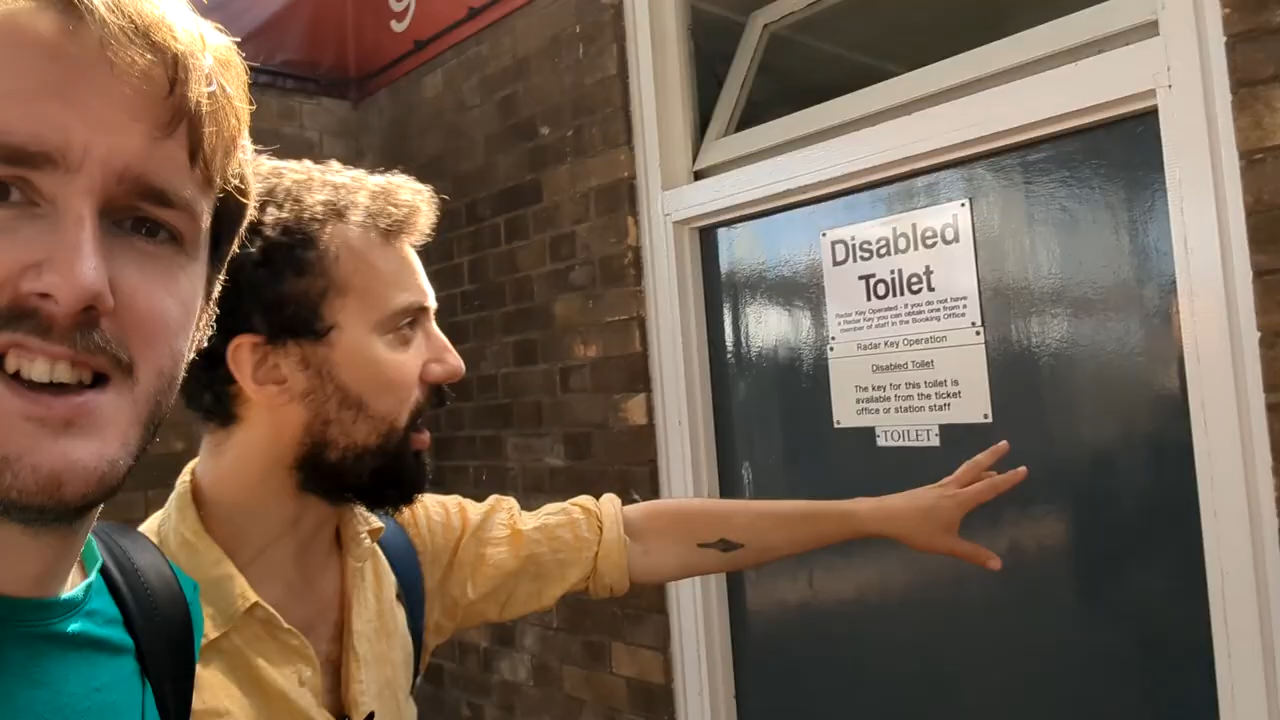 9
Disabled
Toilet
Radar Key Operated - If you do not have
a Radar Key you can obtain one from a
member of staff in the Booking Office
Radar Key Operation
Disabled Toilet
The key for this toilet is
available from the ticket
office or station staff
TOILET